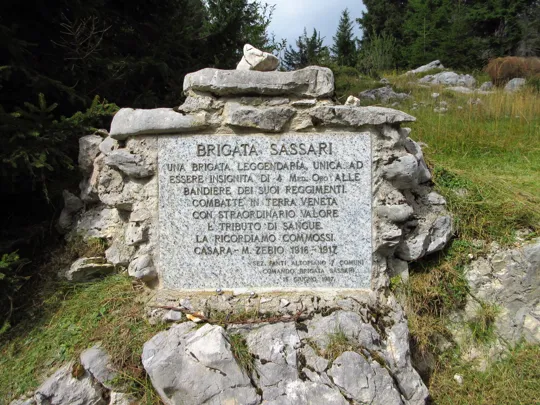 BRIGATA SASSARI
UNA BRIGATA LEGGENDARIA, UNICA AD
ESSERE INSIGNITA DI 4 MED. ORO ALLE
BANDIERE DEI SUOI REGGIMENTI.
COMBATTE IN TERRA VENETA
CON STRAORDINARIO VALORE
E TRIBUTO DI SANGUE.
LA RICORDIAMO COMMOSSI.
CASARA - M. ZEBIO 1916 - 1917
SEZ. FANTI ALTOPIANO 7 COMUNI
COMANDO BRIGATA SASSARI
GIUGNO